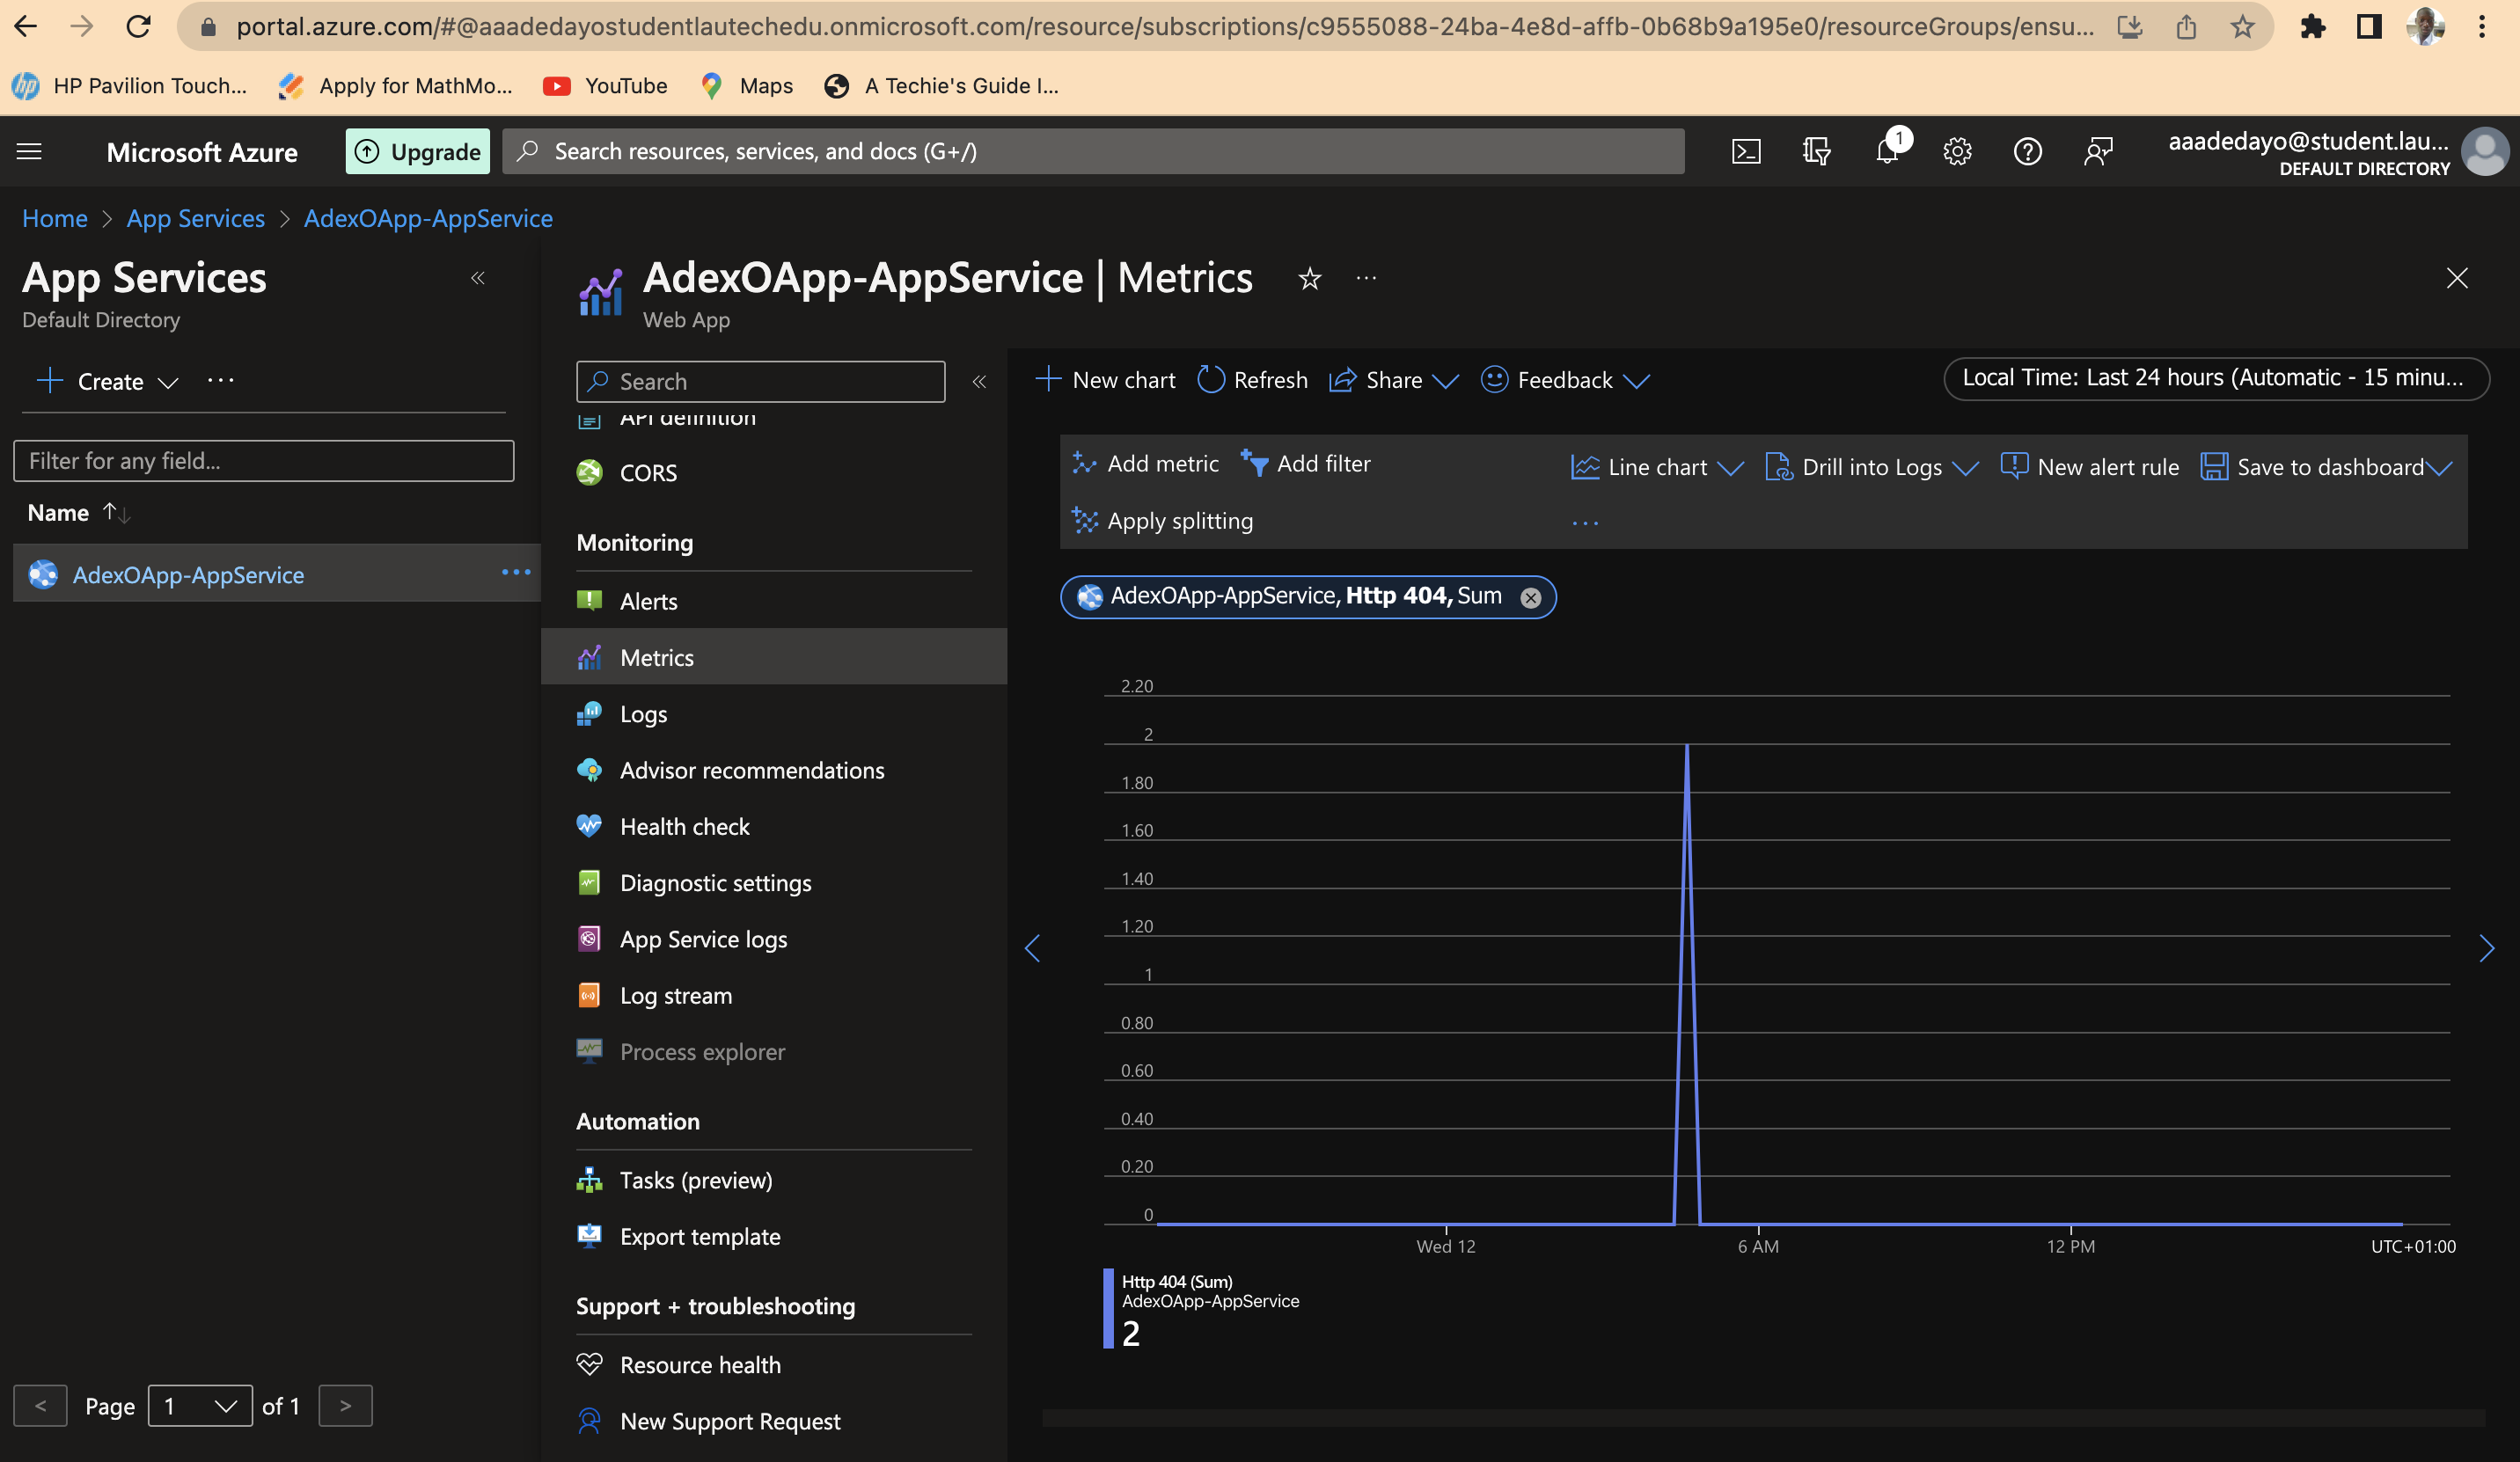 portal.azure.com/#@aaadedayostudentlautechedu.onmicrosoft.com/resource/subscriptions/c9555088-24ba-4e8d-affb-0b68b9a195e0/resourceGroups/ensu...
HP Pavilion Touch...
Apply for MathMo...
YouTube
Maps
A Techie's Guide I...
Microsoft Azure
Upgrade
Search resources, services, and docs (G+/)
1
aaadedayo@student.lau...
DEFAULT DIRECTORY
Home > App Services > AdexOApp-AppService
App Services
Default Directory
Create
Filter for any field...
Name
AdexOApp-AppService
< Page 1 of 1 >
AdexOApp-AppService | Metrics
Web App
Search
API definition
CORS
Monitoring
Alerts
Metrics
Logs
Advisor recommendations
Health check
Diagnostic settings
App Service logs
Log stream
Process explorer
Automation
Tasks (preview)
Export template
Support + troubleshooting
Resource health
New Support Request
New chart
Refresh
Share
Feedback
Local Time: Last 24 hours (Automatic - 15 minu...
Add metric
Add filter
Line chart
Drill into Logs
New alert rule
Save to dashboard
Apply splitting
AdexOApp-AppService, Http 404, Sum
2.20
2
1.80
1.60
1.40
1.20
1
0.80
0.60
0.40
0.20
0
Wed 12
6 AM
12 PM
UTC+01:00
Http 404 (Sum)
AdexOApp-AppService
2